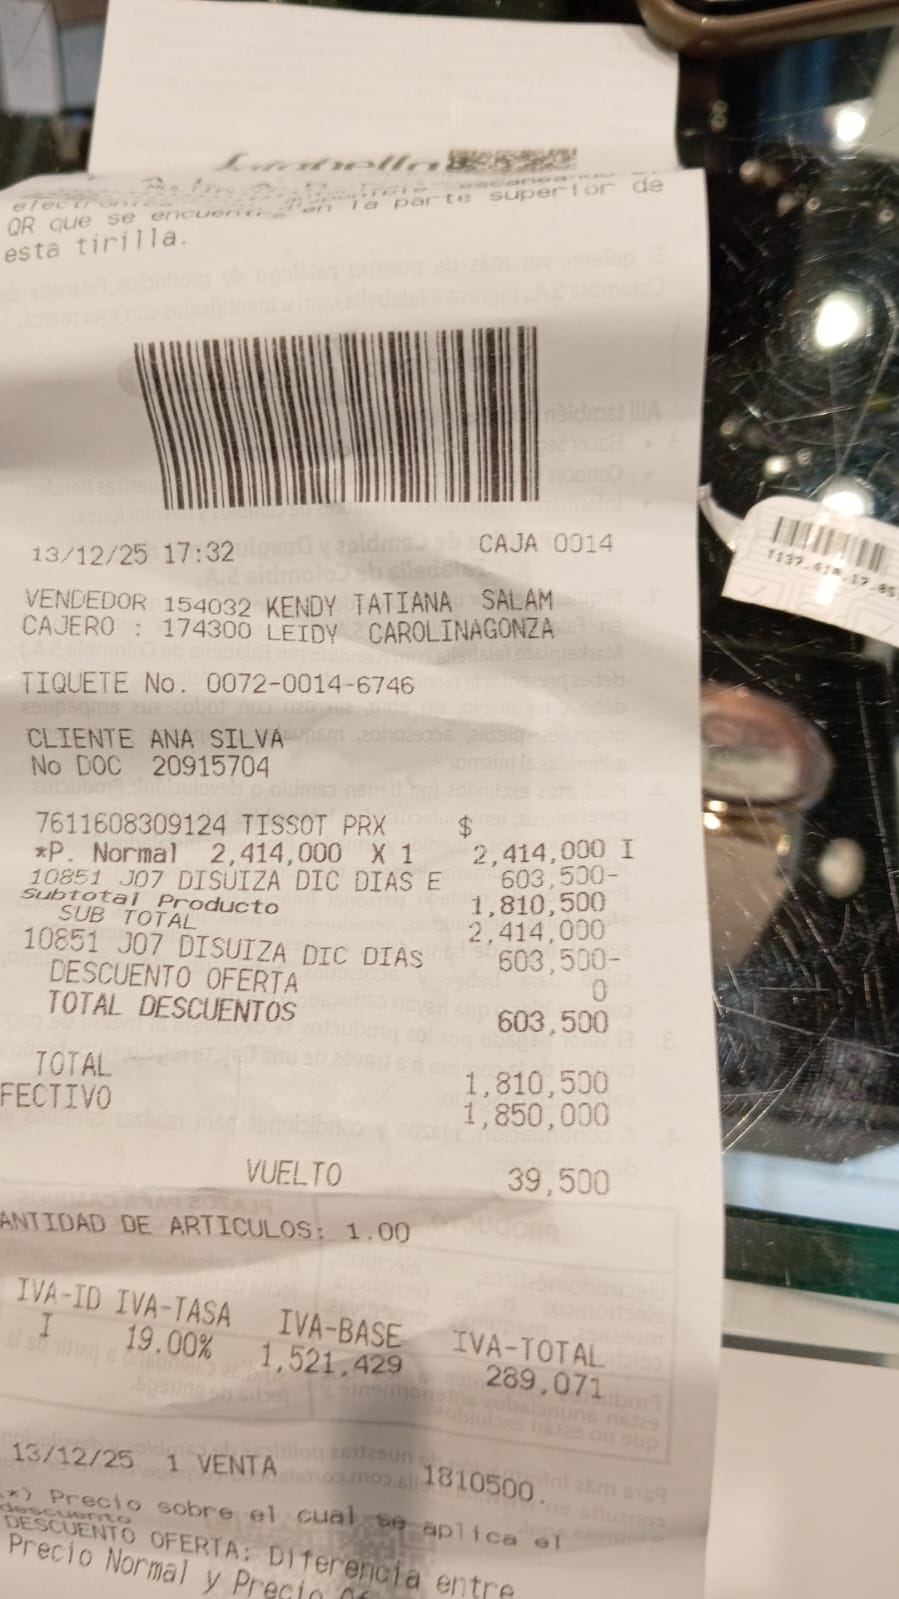 QR que se encuentra en la parte superior de
esta tirilla.
13/12/25 17:32 CAJA 0014
VENDEDOR 154032 KENDY TATIANA SALAM
CAJERO : 174300 LEIDY CAROLINAGONZA
TIQUETE No. 0072-0014-6746
CLIENTE ANA SILVA
No DOC 20915704
7611608309124 TISSOT PRX $
*P. Normal 2,414,000 X 1 2,414,000 I
10851 J07 DISUIZA DIC DIAS E 603,500-
Subtotal Producto 1,810,500
SUB TOTAL 2,414,000
10851 J07 DISUIZA DIC DIAS 603,500-
DESCUENTO OFERTA 0
TOTAL DESCUENTOS 603,500
TOTAL 1,810,500
FECTIVO 1,850,000
VUELTO 39,500
ANTIDAD DE ARTICULOS: 1.00
IVA-ID IVA-TASA IVA-BASE IVA-TOTAL
I 19.00% 1,521,429 289,071
13/12/25 1 VENTA 1810500.
*) Precio sobre el cual se aplica el
descuento
DESCUENTO OFERTA: Diferencia entre
Precio Normal y Precio